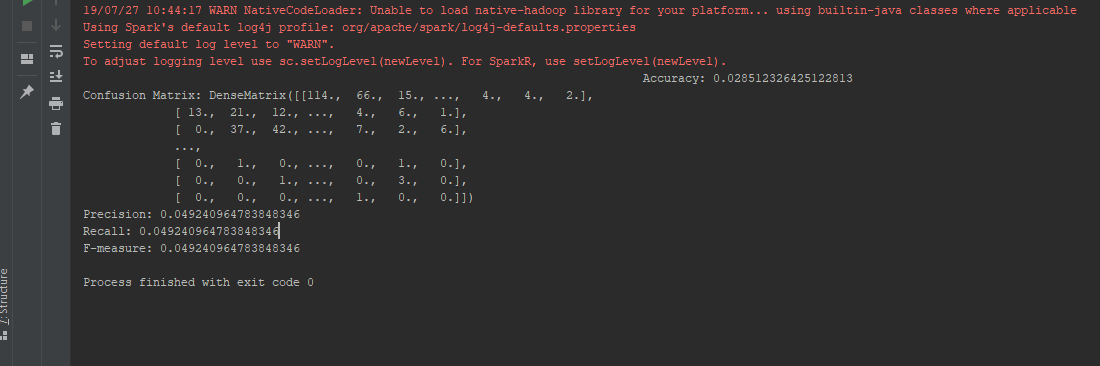 19/07/27 10:44:17 WARN NativeCodeLoader: Unable to load native-hadoop library for your platform... using builtin-java classes where applicable
Using Spark's default log4j profile: org/apache/spark/log4j-defaults.properties
Setting default log level to "WARN".
To adjust logging level use sc.setLogLevel(newLevel). For SparkR, use setLogLevel(newLevel).
Accuracy: 0.028512326425122813
Confusion Matrix: DenseMatrix([[114., 66., 15., ..., 4., 4., 2.],
[ 13., 21., 12., ..., 4., 6., 1.],
[ 0., 37., 42., ..., 7., 2., 6.],
...,
[ 0., 1., 0., ..., 0., 1., 0.],
[ 0., 0., 1., ..., 0., 3., 0.],
[ 0., 0., 0., ..., 1., 0., 0.]])
Precision: 0.049240964783848346
Recall: 0.049240964783848346
F-measure: 0.049240964783848346
Process finished with exit code 0
7: Structure